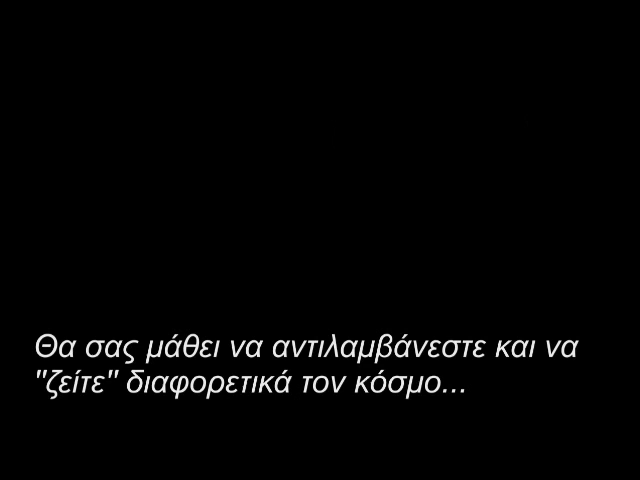 Θα σας μάθει να αντιλαμβάνεστε και να
"ζείτε" διαφορετικά τον κόσμο...